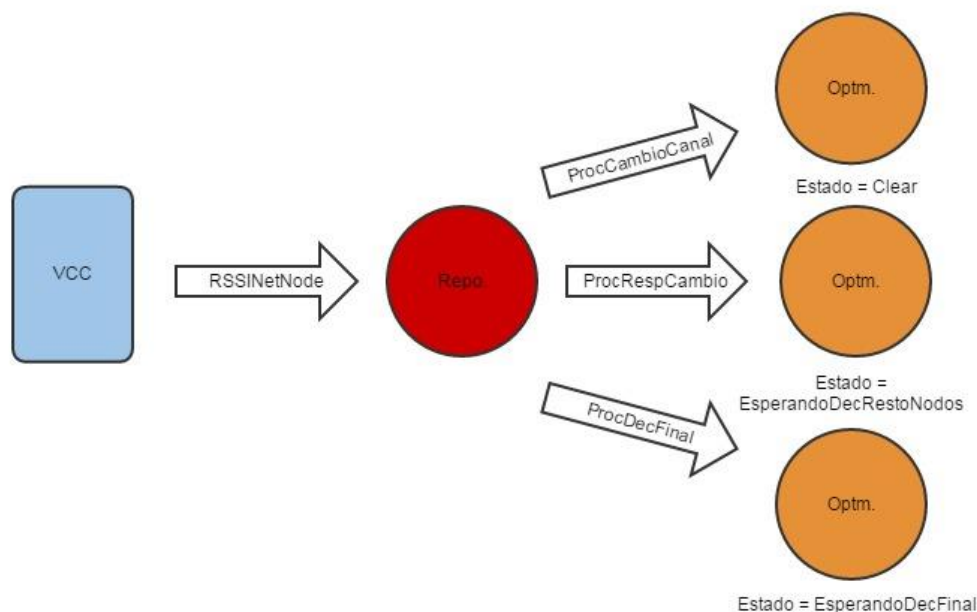 Optm.
ProcCambioCanal
Estado = Clear
VCC
RSSINetNode
Repo.
ProcRespCambio
Optm.
Estado =
EsperandoDecRestoNodos
ProcDecFinal
Optm.
Estado = EsperandoDecFinal